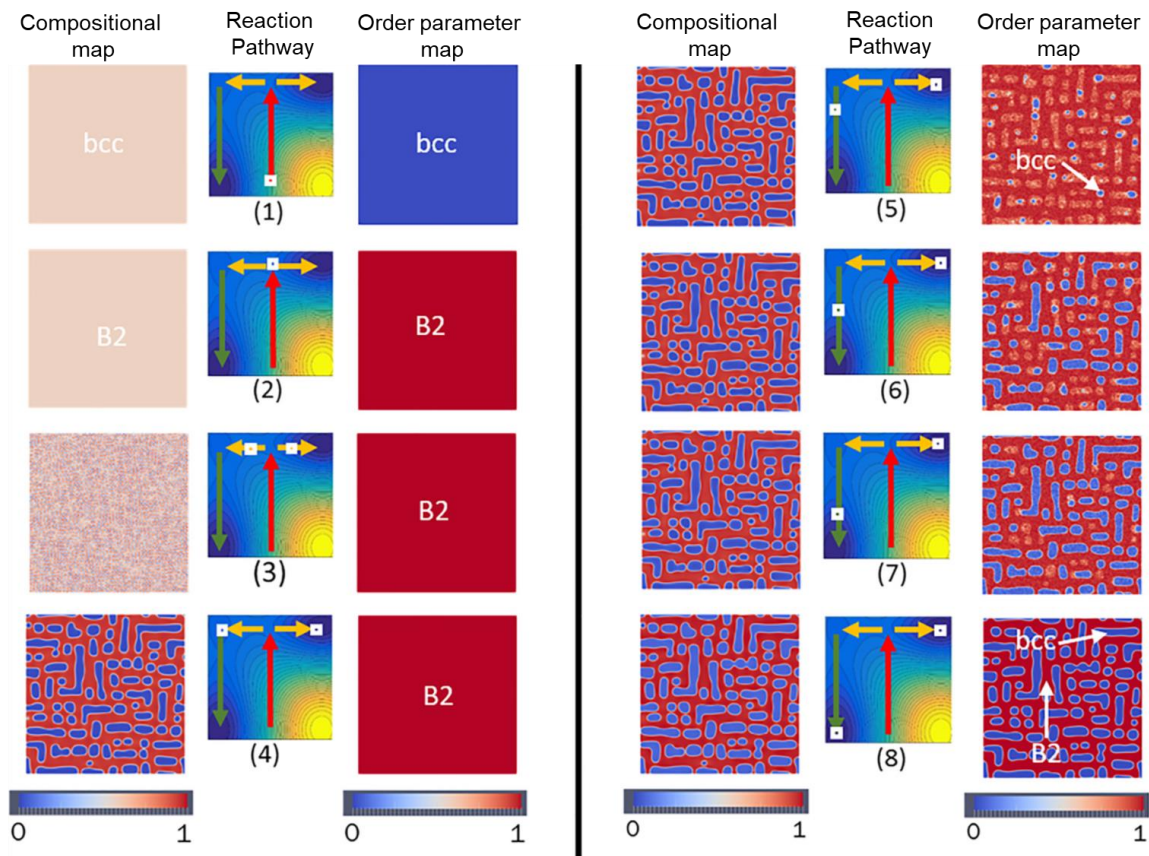 Compositional
map
Reaction
Pathway
Order parameter
map
bcc
(1)
bcc
B2
(2)
B2
(3)
B2
(4)
B2
0
1
0
1
Compositional
map
Reaction
Pathway
Order parameter
map
(5)
bcc
(6)
(7)
(8)
bcc
B2
0
1
0
1